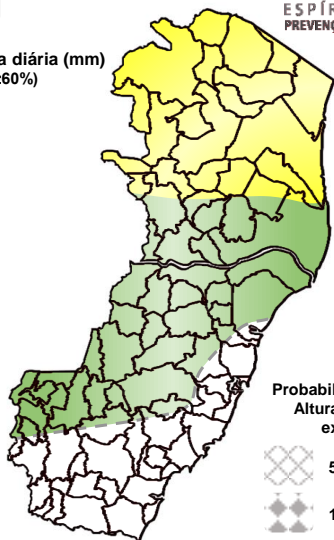 ESPÍR
PREVENÇ
a diária (mm)
≥60%)
Probabil
Altura
ex
5
1